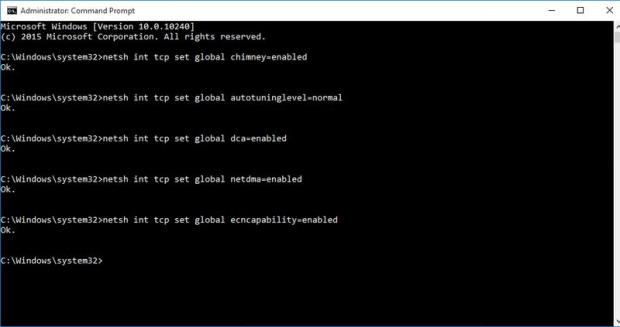 Administrator: Command Prompt
Microsoft Windows [Version 10.0.10240]
(c) 2015 Microsoft Corporation. All rights reserved.
C:\Windows\system32>netsh int tcp set global chimney=enabled
Ok.
C:\Windows\system32>netsh int tcp set global autotuninglevel=normal
Ok.
C:\Windows\system32>netsh int tcp set global dca=enabled
Ok.
C:\Windows\system32>netsh int tcp set global netdma=enabled
Ok.
C:\Windows\system32>netsh int tcp set global ecncapability=enabled
Ok.
C:\Windows\system32>